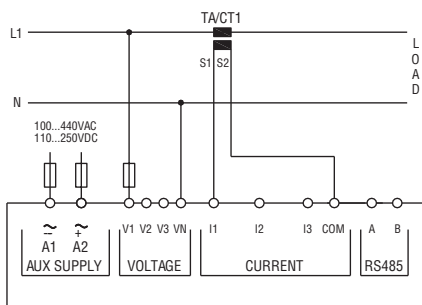 TA/CT1
L1
S1 S2
L
O
A
D
N
100...440VAC
110...250VDC
V1 V2 V3 VN I1 I2 I3 COM A B
~ ~
-- +
A1 A2
AUX SUPPLY VOLTAGE CURRENT RS485